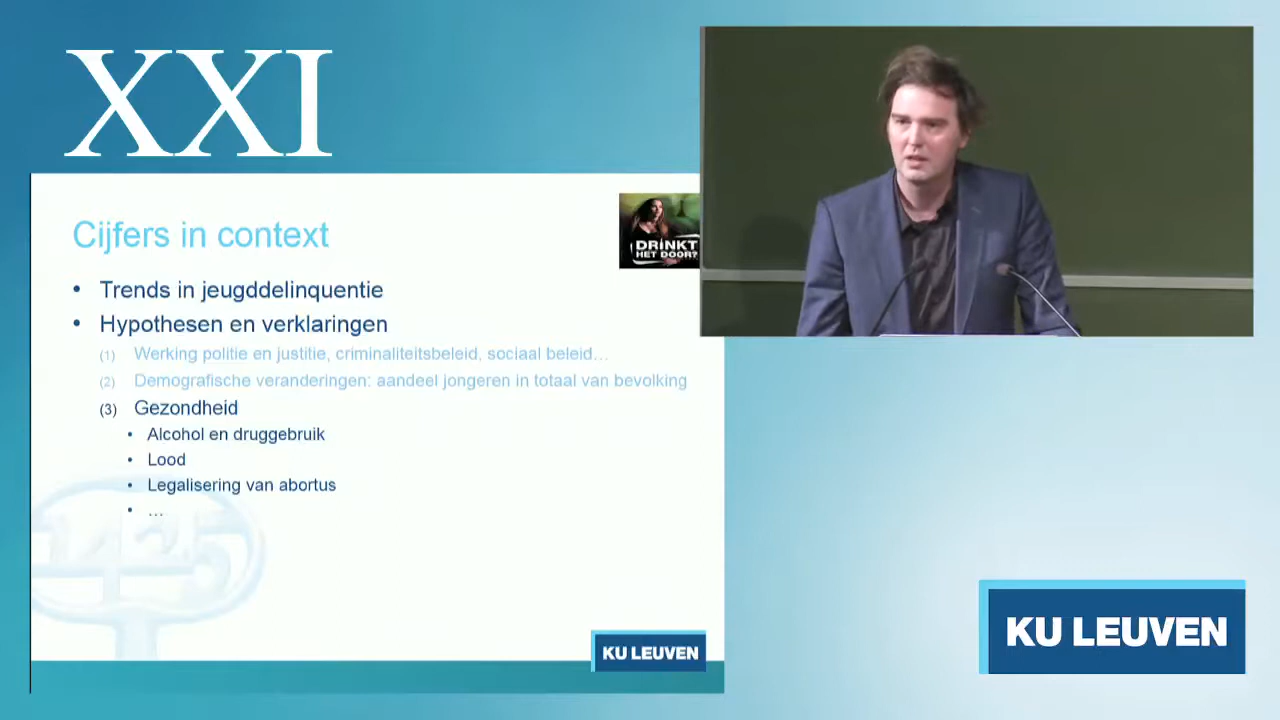 XXI
Cijfers in context
DRINKT
HET DOOR?
• Trends in jeugddelinquentie
• Hypothesen en verklaringen
(1) Werking politie en justitie, criminaliteitsbeleid, sociaal beleid…
(2) Demografische veranderingen: aandeel jongeren in totaal van bevolking
(3) Gezondheid
• Alcohol en druggebruik
• Lood
• Legalisering van abortus
• …
1425
KU LEUVEN
KU LEUVEN